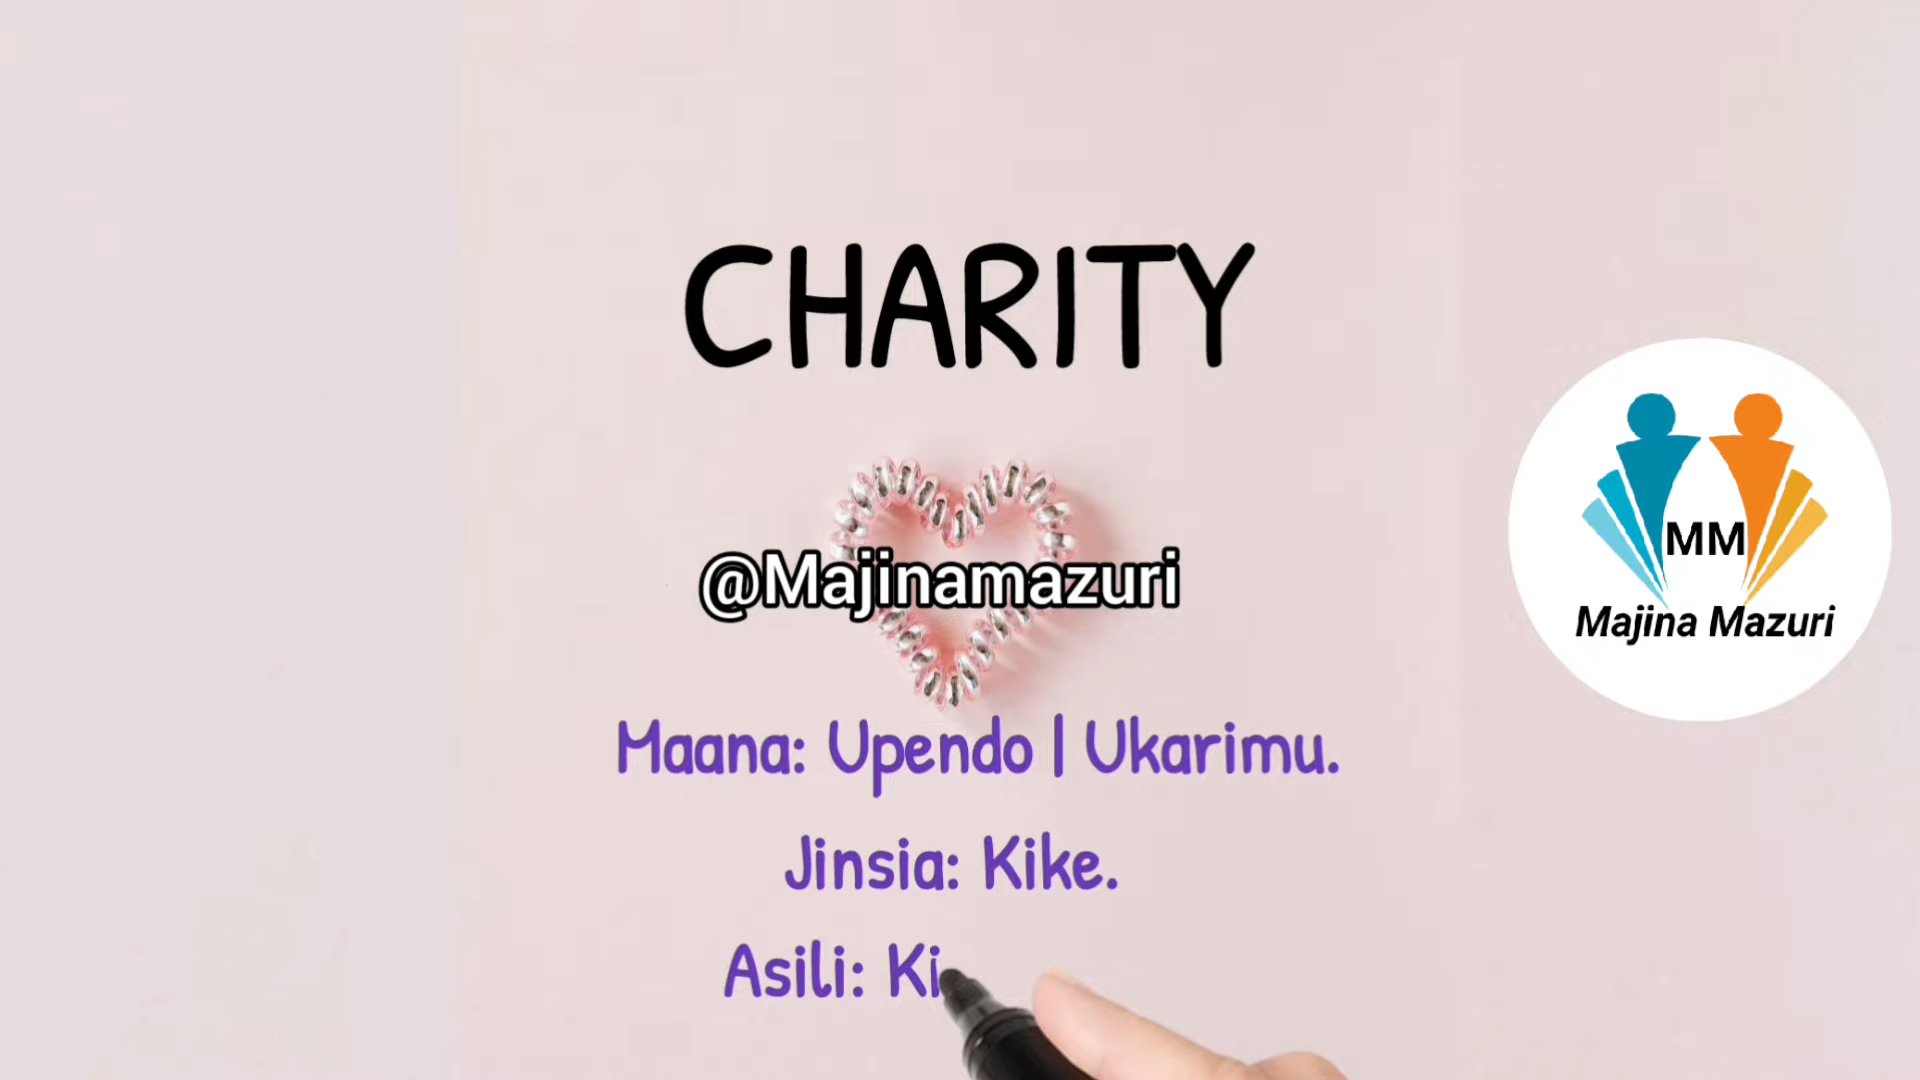 CHARITY
@Majinamazuri
MM
Majina Mazuri
Maana: Upendo | Ukarimu.
Jinsia: Kike.
Asili: Ki